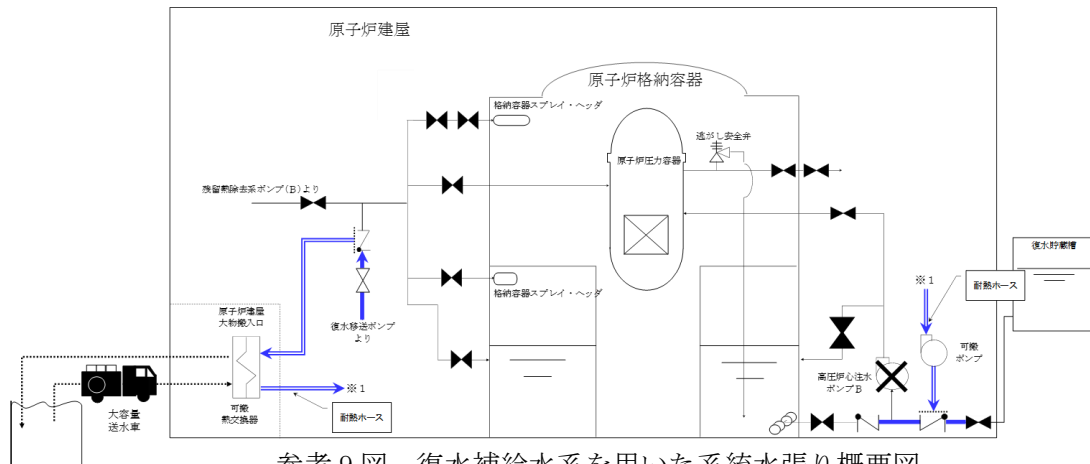 原子炉建屋
原子炉格納容器
格納容器スプレイ・ヘッダ
逃がし安全弁
原子炉圧力容器
残留熱除去系ポンプ(B)より
復水貯蔵槽
格納容器スプレイ・ヘッダ
※1
耐熱ホース
原子炉建屋
大物搬入口
復水移送ポンプ
より
可搬
ポンプ
高圧炉心注水
ポンプB
※1
大容量
送水車
可搬
熱交換器
耐熱ホース
参考9図 復水補給水系を用いた系統水張り概要図